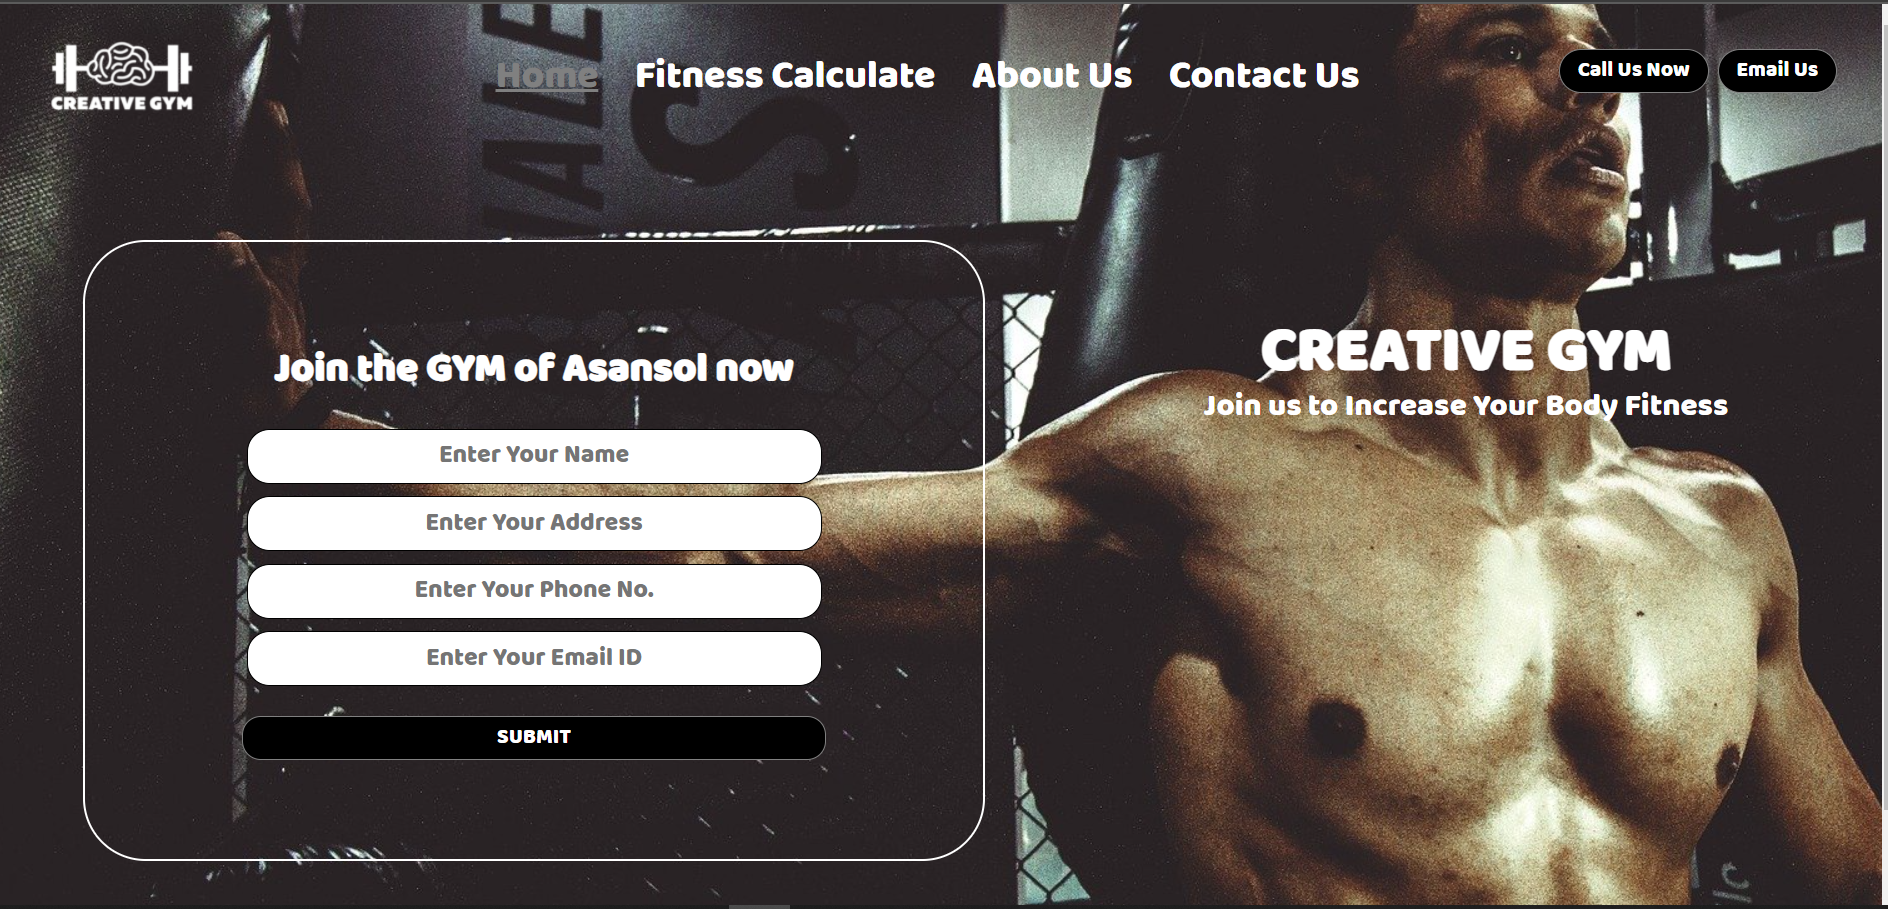 CREATIVE GYM
Home Fitness Calculate About Us Contact Us
Call Us Now Email Us
Join the GYM of Asansol now
Enter Your Name
Enter Your Address
Enter Your Phone No.
Enter Your Email ID
SUBMIT
CREATIVE GYM
Join us to Increase Your Body Fitness